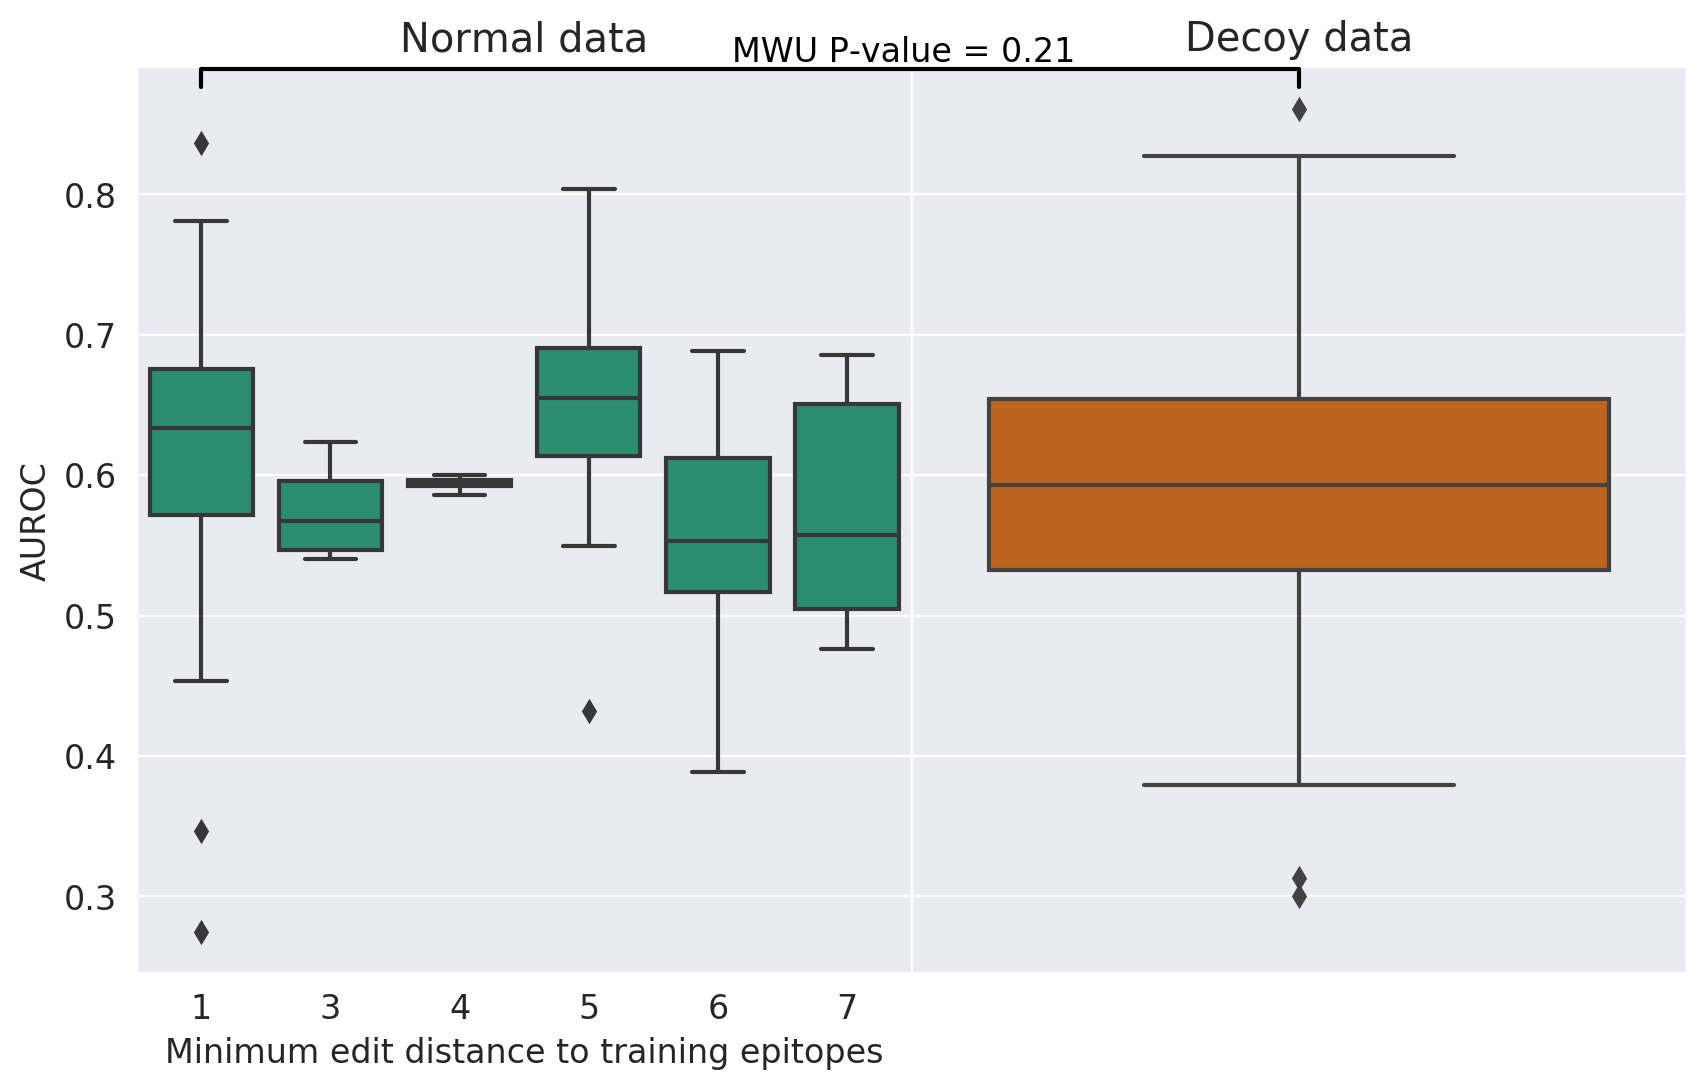 Normal data
MWU P-value = 0.21
Decoy data
AUROC
0.8
0.7
0.6
0.5
0.4
0.3
1 3 4 5 6 7
Minimum edit distance to training epitopes